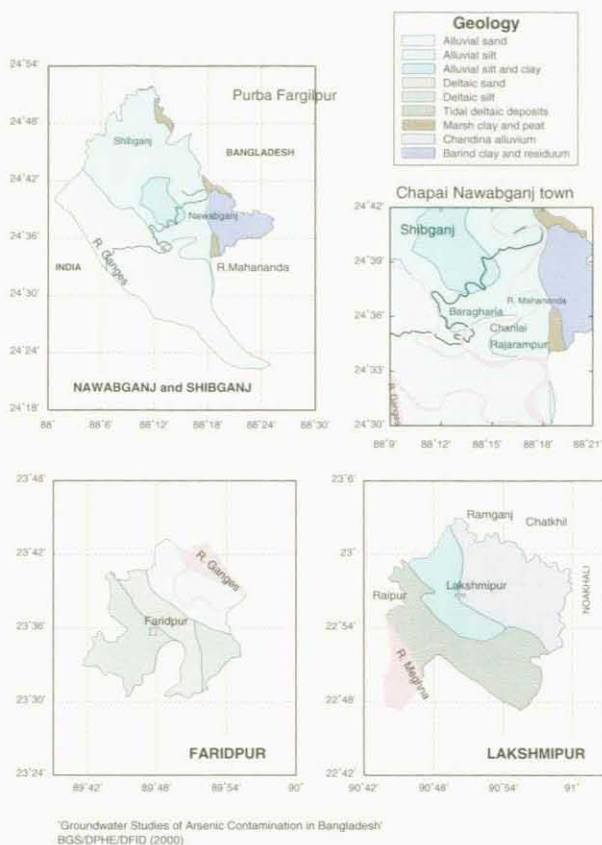 Geology
Alluvial sand
Alluvial silt
Alluvial silt and clay
Deltaic sand
Deltaic silt
Tidal deltaic deposits
Marsh clay and peat
Chandina alluvium
Barind clay and residuum
24°54'
24°48'
24°42'
24°36'
24°30'
24°24'
24°18'
Purba Fargilpur
Shibganj
BANGLADESH
Nawabganj
R. Ganges
INDIA
R.Mahananda
NAWABGANJ and SHIBGANJ
88°
88°6'
88°12'
88°18'
88°24'
88°30'
Chapai Nawabganj town
24°42'
24°36'
24°33'
24°30'
Shibganj
R. Mahananda
Baragharia
Chanlai
Rajarampur
R. Ganges
88°9'
88°12'
88°15'
88°18'
88°21'
23°48'
23°42'
23°36'
23°30'
23°24'
R. Ganges
Faridpur
FARIDPUR
89°42'
89°48'
89°54'
90°
23°6'
23°
22°54'
22°48'
22°42'
Ramganj
Chatkhil
Lakshmipur
NOAKHALI
Raipur
R. Meghna
LAKSHMIPUR
90°42'
90°48'
90°54'
91°
'Groundwater Studies of Arsenic Contamination in Bangladesh'
BGS/DPHE/DFID (2000)